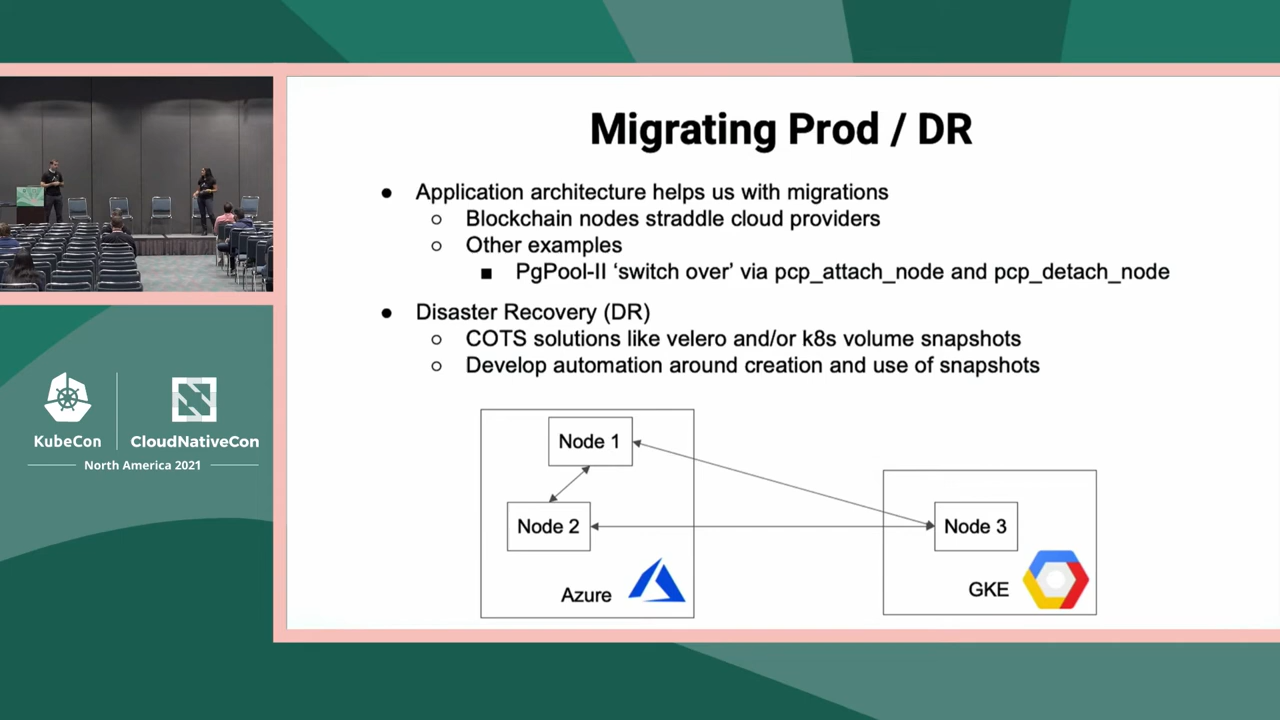 Migrating Prod / DR
● Application architecture helps us with migrations
○ Blockchain nodes straddle cloud providers
○ Other examples
■ PgPool-II ‘switch over’ via pcp_attach_node and pcp_detach_node
● Disaster Recovery (DR)
○ COTS solutions like velero and/or k8s volume snapshots
○ Develop automation around creation and use of snapshots
Node 1
Node 2
Node 3
Azure
GKE
KubeCon
CloudNativeCon
North America 2021